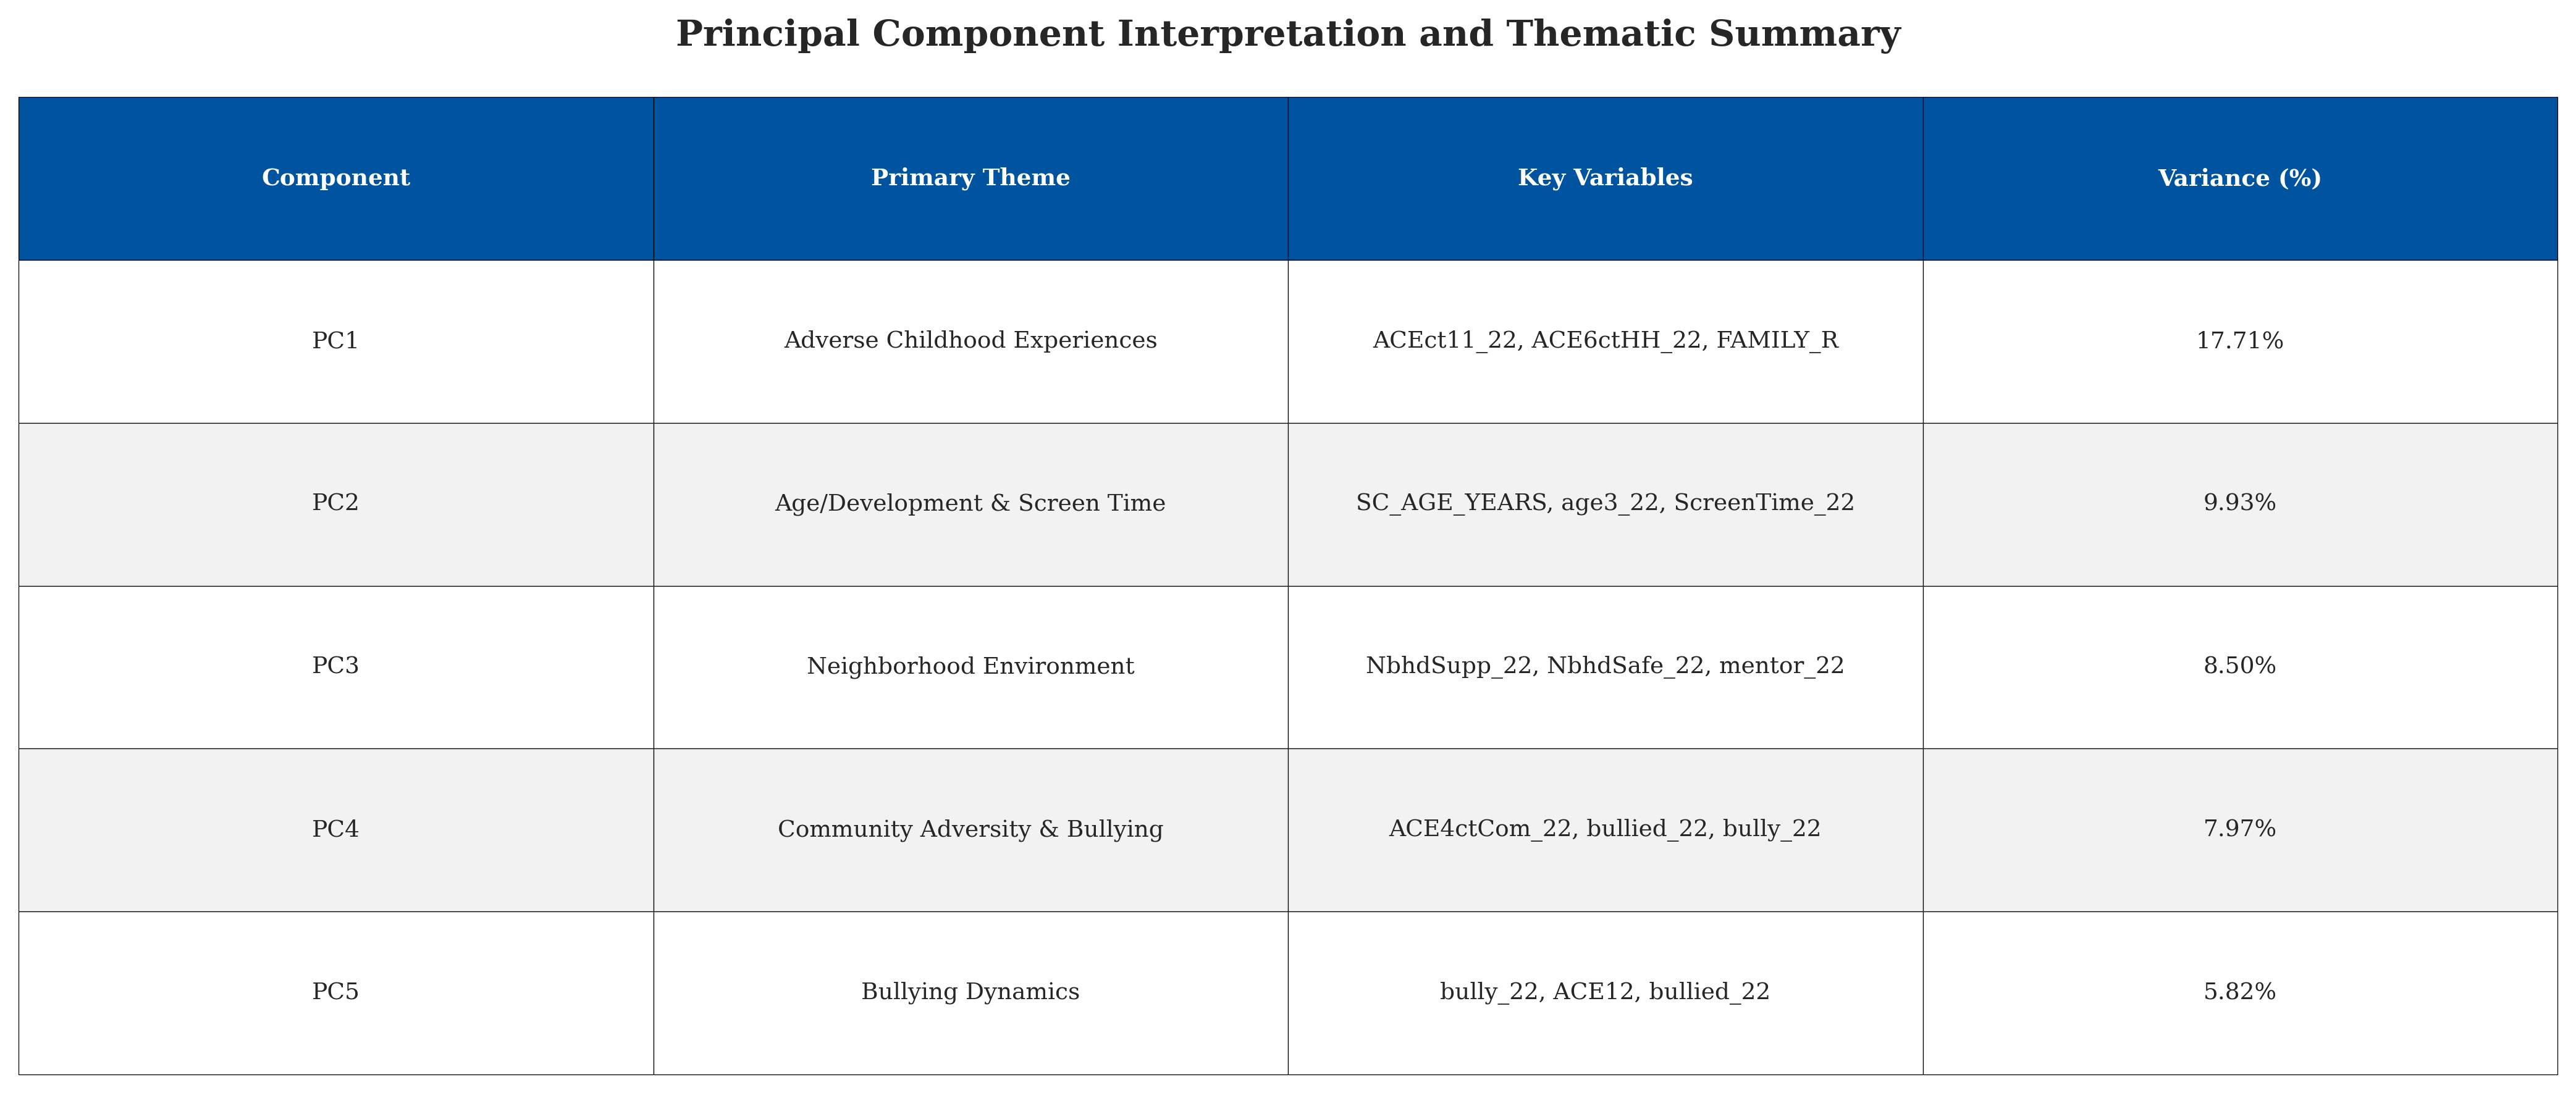 Principal Component Interpretation and Thematic Summary
Component Primary Theme Key Variables Variance (%)
PC1 Adverse Childhood Experiences ACEct11_22, ACE6ctHH_22, FAMILY_R 17.71%
PC2 Age/Development & Screen Time SC_AGE_YEARS, age3_22, ScreenTime_22 9.93%
PC3 Neighborhood Environment NbhdSupp_22, NbhdSafe_22, mentor_22 8.50%
PC4 Community Adversity & Bullying ACE4ctCom_22, bullied_22, bully_22 7.97%
PC5 Bullying Dynamics bully_22, ACE12, bullied_22 5.82%